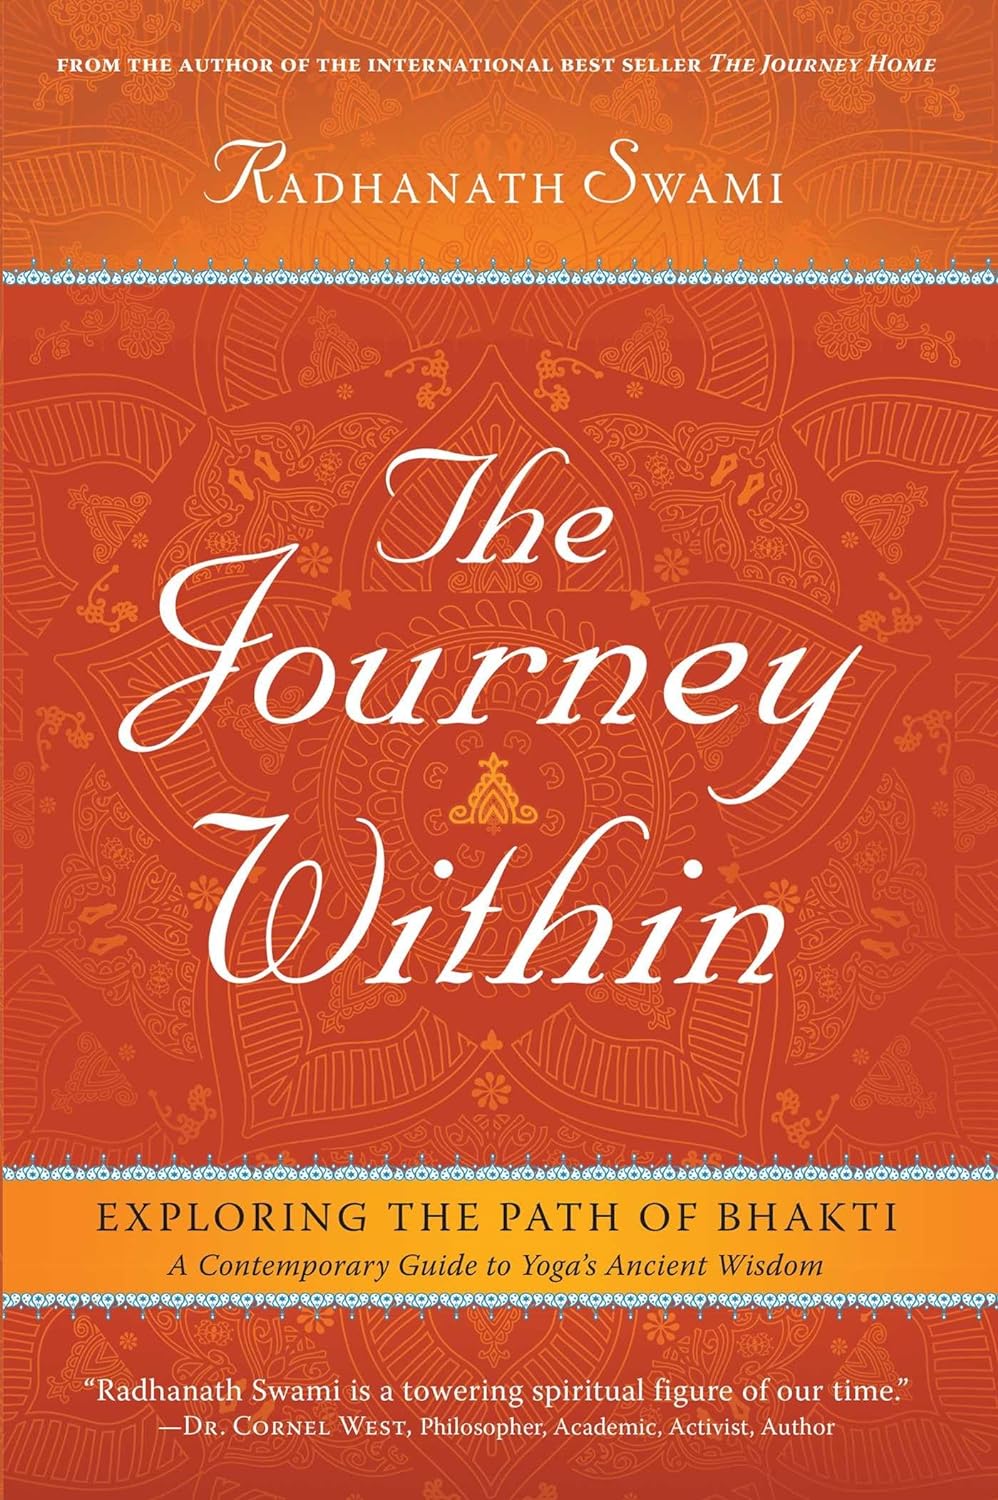 FROM THE AUTHOR OF THE INTERNATIONAL BEST SELLER THE JOURNEY HOME
RADHANATH SWAMI
The
Journey
Within
EXPLORING THE PATH OF BHAKTI
A Contemporary Guide to Yoga's Ancient Wisdom
“Radhanath Swami is a towering spiritual figure of our time.”
—DR. CORNEL WEST, Philosopher, Academic, Activist, Author